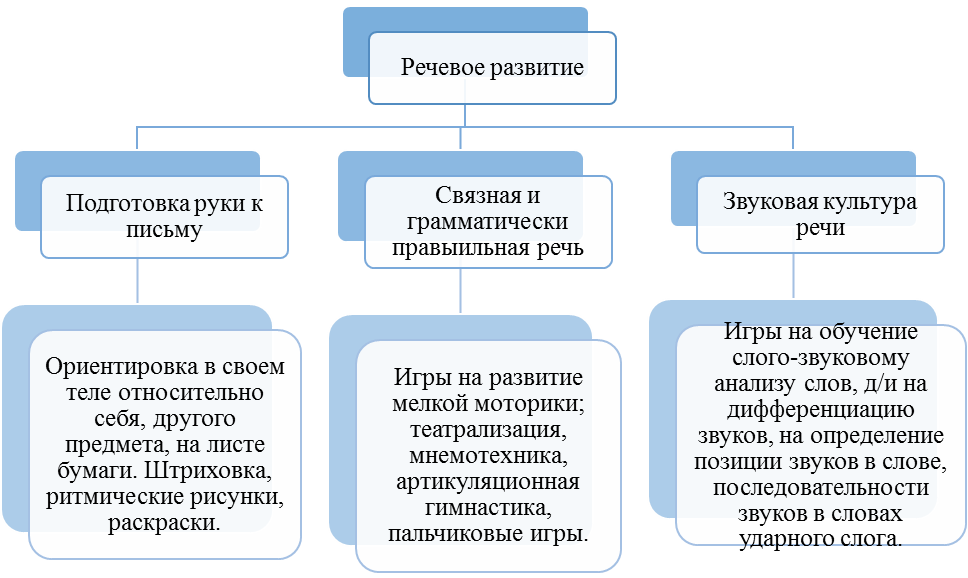 Речевое развитие
Подготовка руки к
письму
Связная и
грамматически
правыильная речь
Звуковая культура
речи
Ориентировка в своем
теле относительно
себя, другого
предмета, на листе
бумаги. Штриховка,
ритмические рисунки,
раскраски.
Игры на развитие
мелкой моторики;
театрализация,
мнемотехника,
артикуляционная
гимнастика,
пальчиковые игры.
Игры на обучение
слого-звуковому
анализу слов, д/и на
дифференциацию
звуков, на определение
позиции звуков в слове,
последовательности
звуков в словах
ударного слога.